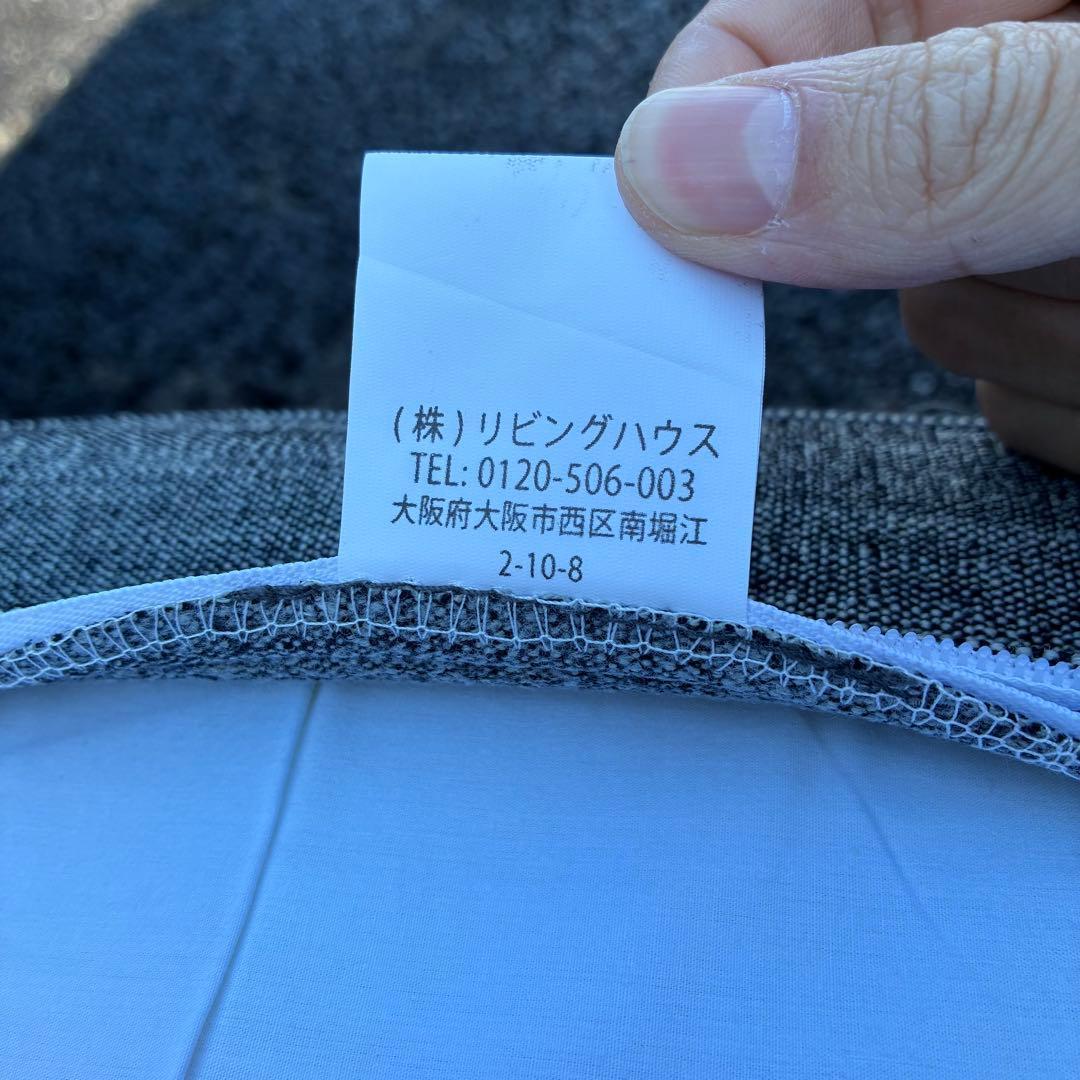 (株)リビングハウス
TEL: 0120-506-003
大阪府大阪市西区南堀江
2-10-8